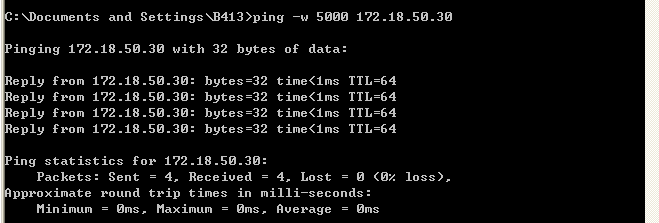 C:\Documents and Settings\B413>ping -w 5000 172.18.50.30
Pinging 172.18.50.30 with 32 bytes of data:
Reply from 172.18.50.30: bytes=32 time<1ms TTL=64
Reply from 172.18.50.30: bytes=32 time<1ms TTL=64
Reply from 172.18.50.30: bytes=32 time<1ms TTL=64
Reply from 172.18.50.30: bytes=32 time<1ms TTL=64
Ping statistics for 172.18.50.30:
    Packets: Sent = 4, Received = 4, Lost = 0 (0% loss),
Approximate round trip times in milli-seconds:
    Minimum = 0ms, Maximum = 0ms, Average = 0ms